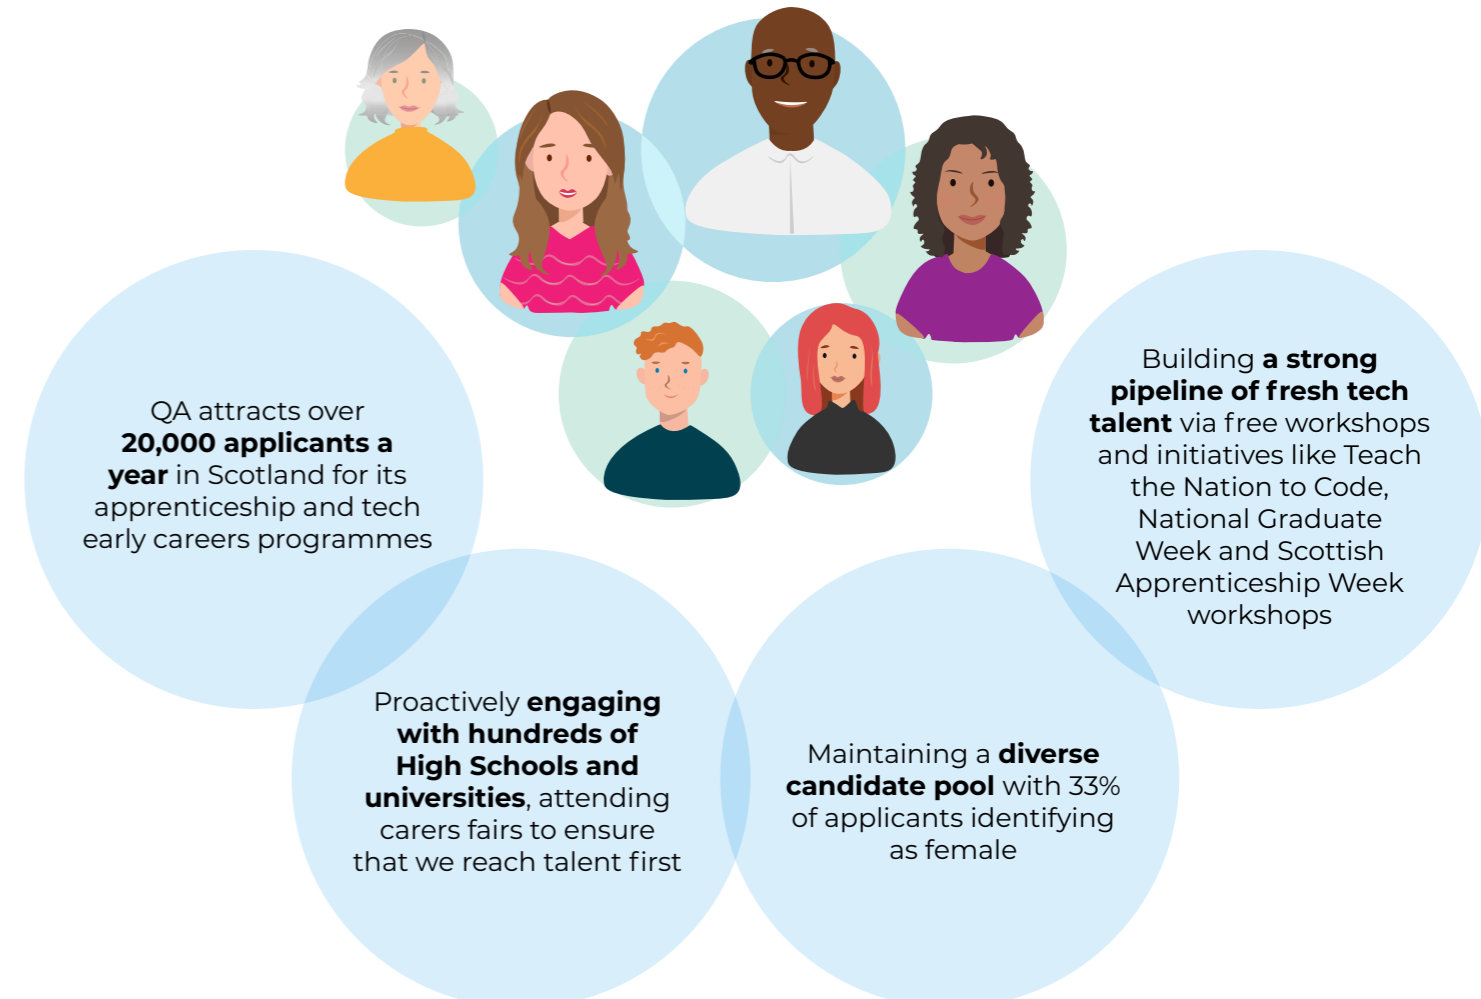 QA attracts over
20,000 applicants a
year in Scotland for its
apprenticeship and tech
early careers programmes
Proactively engaging
with hundreds of
High Schools and
universities, attending
carers fairs to ensure
that we reach talent first
Maintaining a diverse
candidate pool with 33%
of applicants identifying
as female
Building a strong
pipeline of fresh tech
talent via free workshops
and initiatives like Teach
the Nation to Code,
National Graduate
Week and Scottish
Apprenticeship Week
workshops